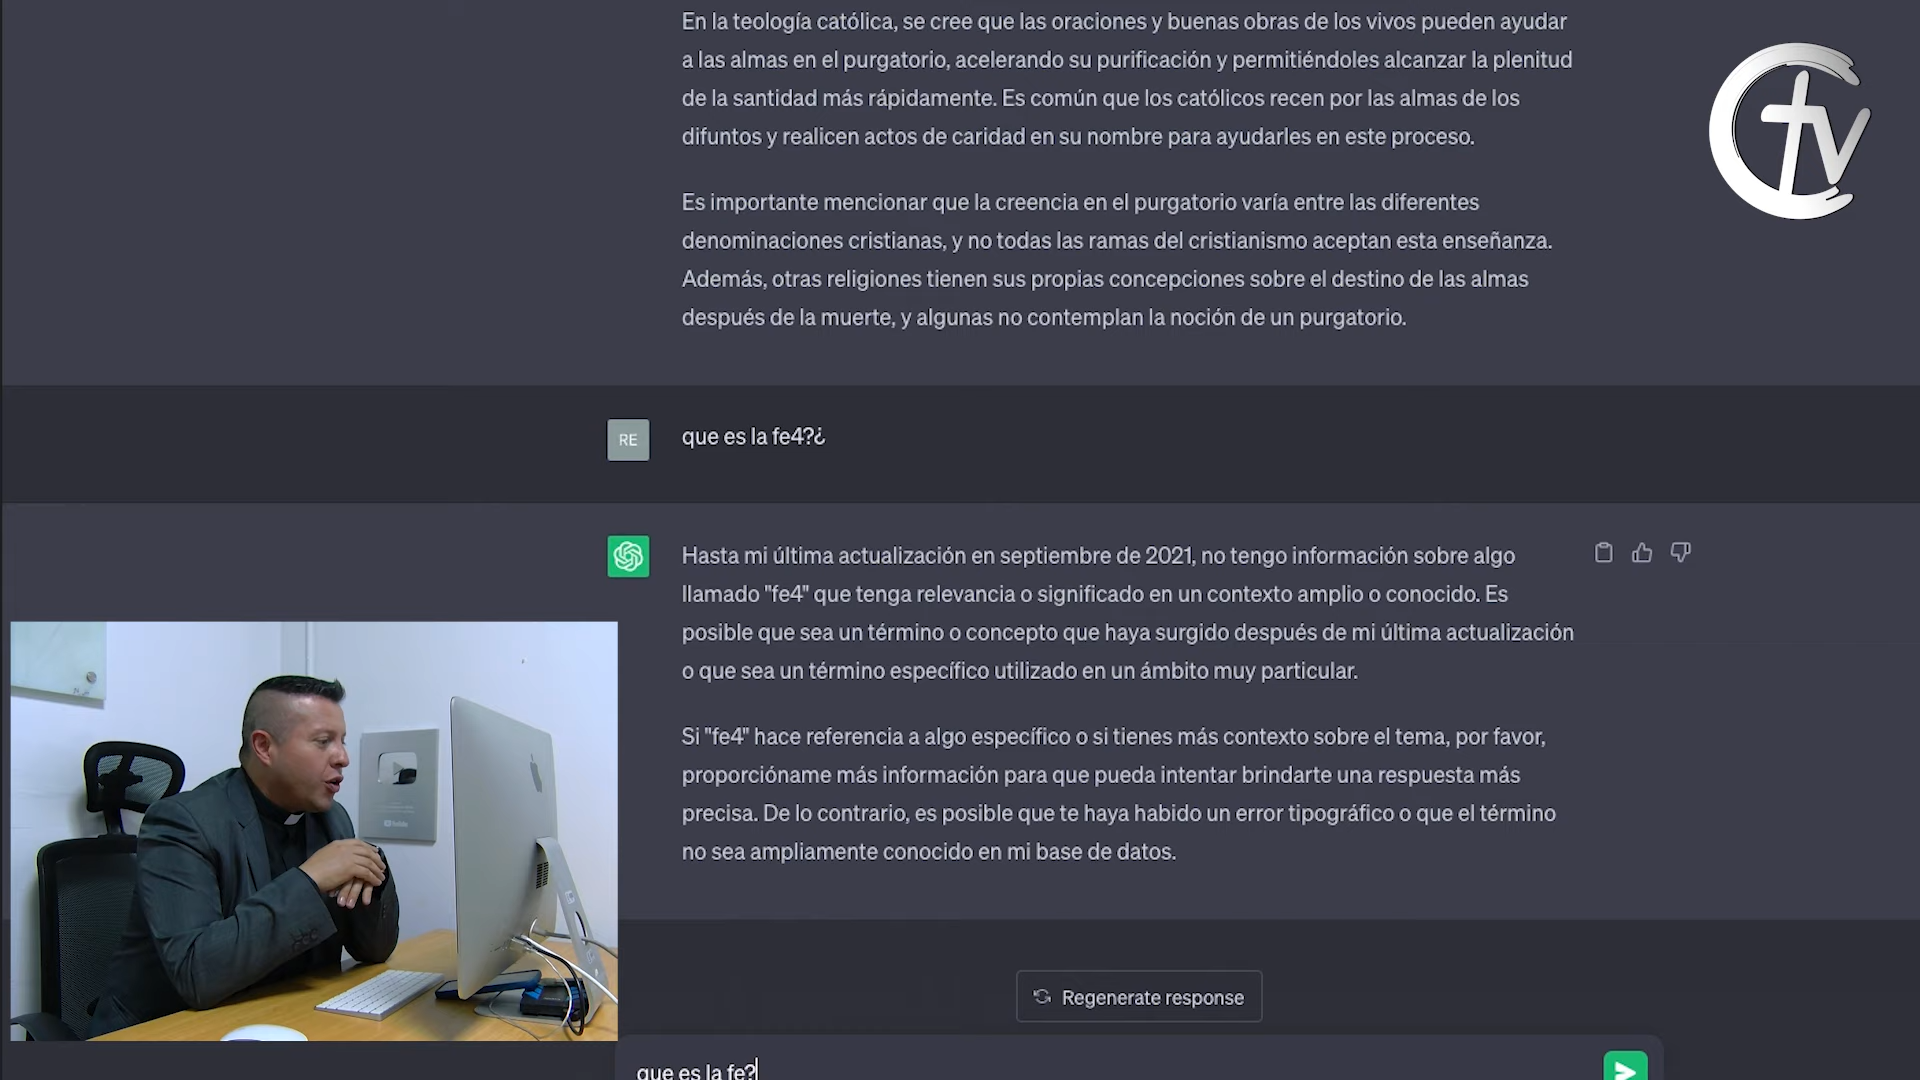 En la teología católica, se cree que las oraciones y buenas obras de los vivos pueden ayudar
a las almas en el purgatorio, acelerando su purificación y permitiéndoles alcanzar la plenitud
de la santidad más rápidamente. Es común que los católicos recen por las almas de los
difuntos y realicen actos de caridad en su nombre para ayudarles en este proceso.
Es importante mencionar que la creencia en el purgatorio varía entre las diferentes
denominaciones cristianas, y no todas las ramas del cristianismo aceptan esta enseñanza.
Además, otras religiones tienen sus propias concepciones sobre el destino de las almas
después de la muerte, y algunas no contemplan la noción de un purgatorio.
CTV
RE
que es la fe4?¿
Hasta mi última actualización en septiembre de 2021, no tengo información sobre algo
llamado "fe4" que tenga relevancia o significado en un contexto amplio o conocido. Es
posible que sea un término o concepto que haya surgido después de mi última actualización
o que sea un término específico utilizado en un ámbito muy particular.
Si "fe4" hace referencia a algo específico o si tienes más contexto sobre el tema, por favor,
proporcióname más información para que pueda intentar brindarte una respuesta más
precisa. De lo contrario, es posible que te haya habido un error tipográfico o que el término
no sea ampliamente conocido en mi base de datos.
Regenerate response
que es la fe?